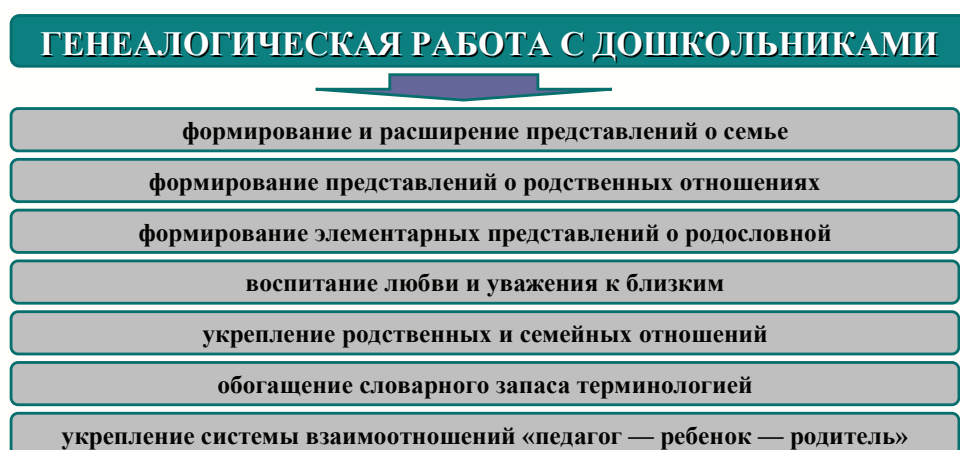 ГЕНЕАЛОГИЧЕСКАЯ РАБОТА С ДОШКОЛЬНИКАМИ
формирование и расширение представлений о семье
формирование представлений о родственных отношениях
формирование элементарных представлений о родословной
воспитание любви и уважения к близким
укрепление родственных и семейных отношений
обогащение словарного запаса терминологией
укрепление системы взаимоотношений «педагог — ребенок — родитель»